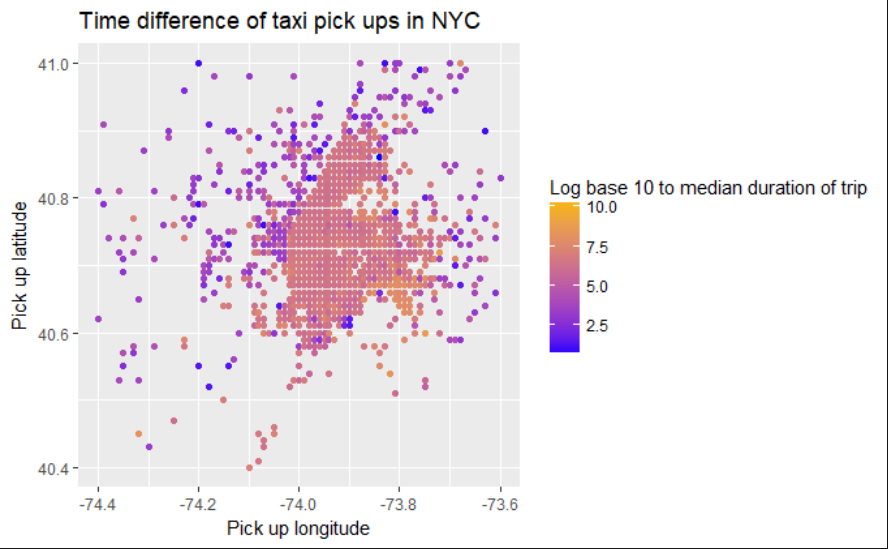 Time difference of taxi pick ups in NYC
41.0
40.8
40.6
40.4
Pick up latitude
-74.4 -74.2 -74.0 -73.8 -73.6
Pick up longitude
Log base 10 to median duration of trip
10.0
7.5
5.0
2.5